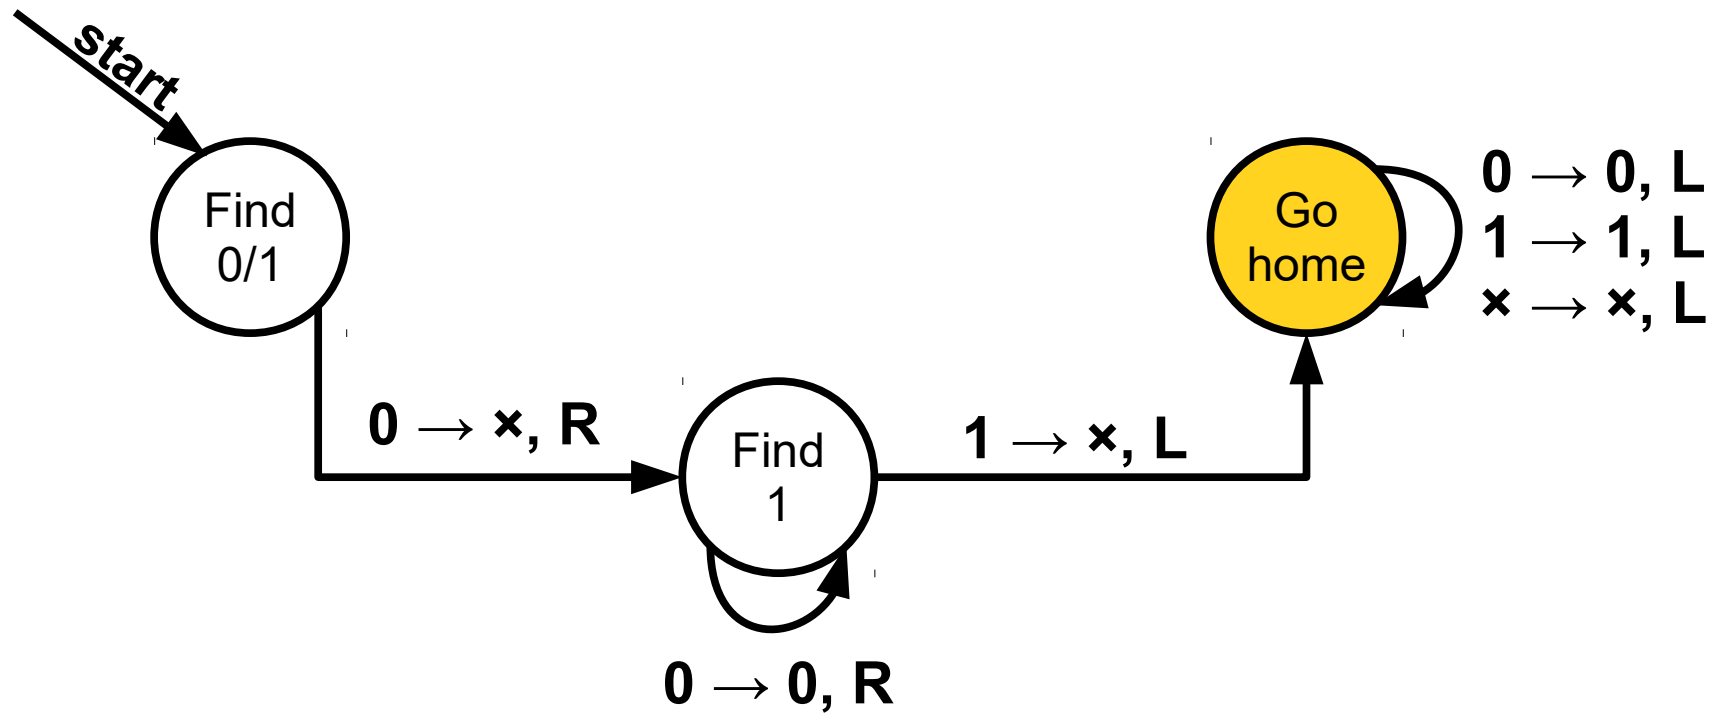 start
Find
0/1
Go
home
0 → 0, L
1 → 1, L
× → ×, L
0 → ×, R
Find
1
1 → ×, L
0 → 0, R